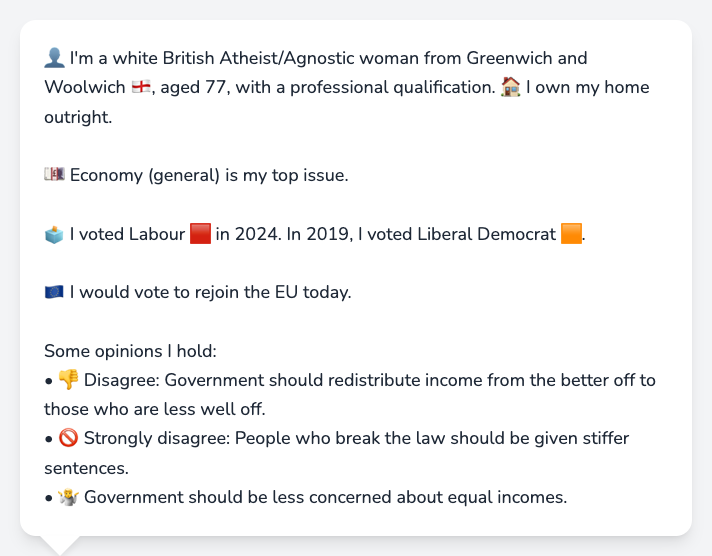 👤 I'm a white British Atheist/Agnostic woman from Greenwich and
Woolwich 🏴󠁧󠁢󠁥󠁮󠁧󠁿, aged 77, with a professional qualification. 🏠 I own my home
outright.
💷 Economy (general) is my top issue.
🗳️ I voted Labour 🟥 in 2024. In 2019, I voted Liberal Democrat 🟧.
🇪🇺 I would vote to rejoin the EU today.
Some opinions I hold:
• 👎 Disagree: Government should redistribute income from the better off to
those who are less well off.
• 🚫 Strongly disagree: People who break the law should be given stiffer
sentences.
• 🤷 Government should be less concerned about equal incomes.